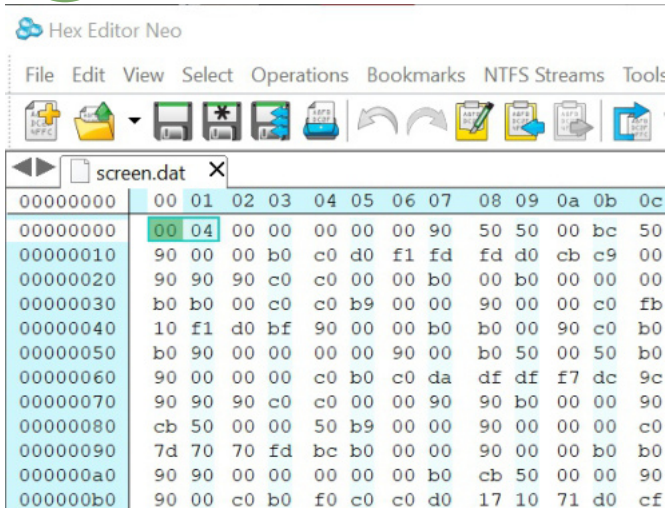 Hex Editor Neo
File Edit View Select Operations Bookmarks NTFS Streams Tools
screen.dat X
00000000 00 01 02 03 04 05 06 07 08 09 0a 0b 0c
00000000 00 04 00 00 00 00 00 90 50 50 00 bc 50
00000010 90 00 00 b0 c0 d0 f1 fd fd d0 cb c9 00
00000020 90 90 90 c0 c0 00 00 b0 00 b0 00 00 00
00000030 b0 b0 00 c0 c0 b9 00 00 90 00 00 c0 fb
00000040 10 f1 d0 bf 90 00 00 b0 b0 00 90 c0 b0
00000050 b0 90 00 00 00 00 90 00 b0 50 00 50 b0
00000060 90 00 00 00 c0 b0 c0 da df df f7 dc 9c
00000070 90 90 90 c0 c0 00 00 90 90 b0 00 00 90
00000080 cb 50 00 00 50 b9 00 00 90 00 00 00 c0
00000090 7d 70 70 fd bc b0 00 00 90 00 00 b0 b0
000000a0 90 90 00 00 00 00 00 b0 cb 50 00 00 90
000000b0 90 00 c0 b0 f0 c0 c0 d0 17 10 71 d0 cf